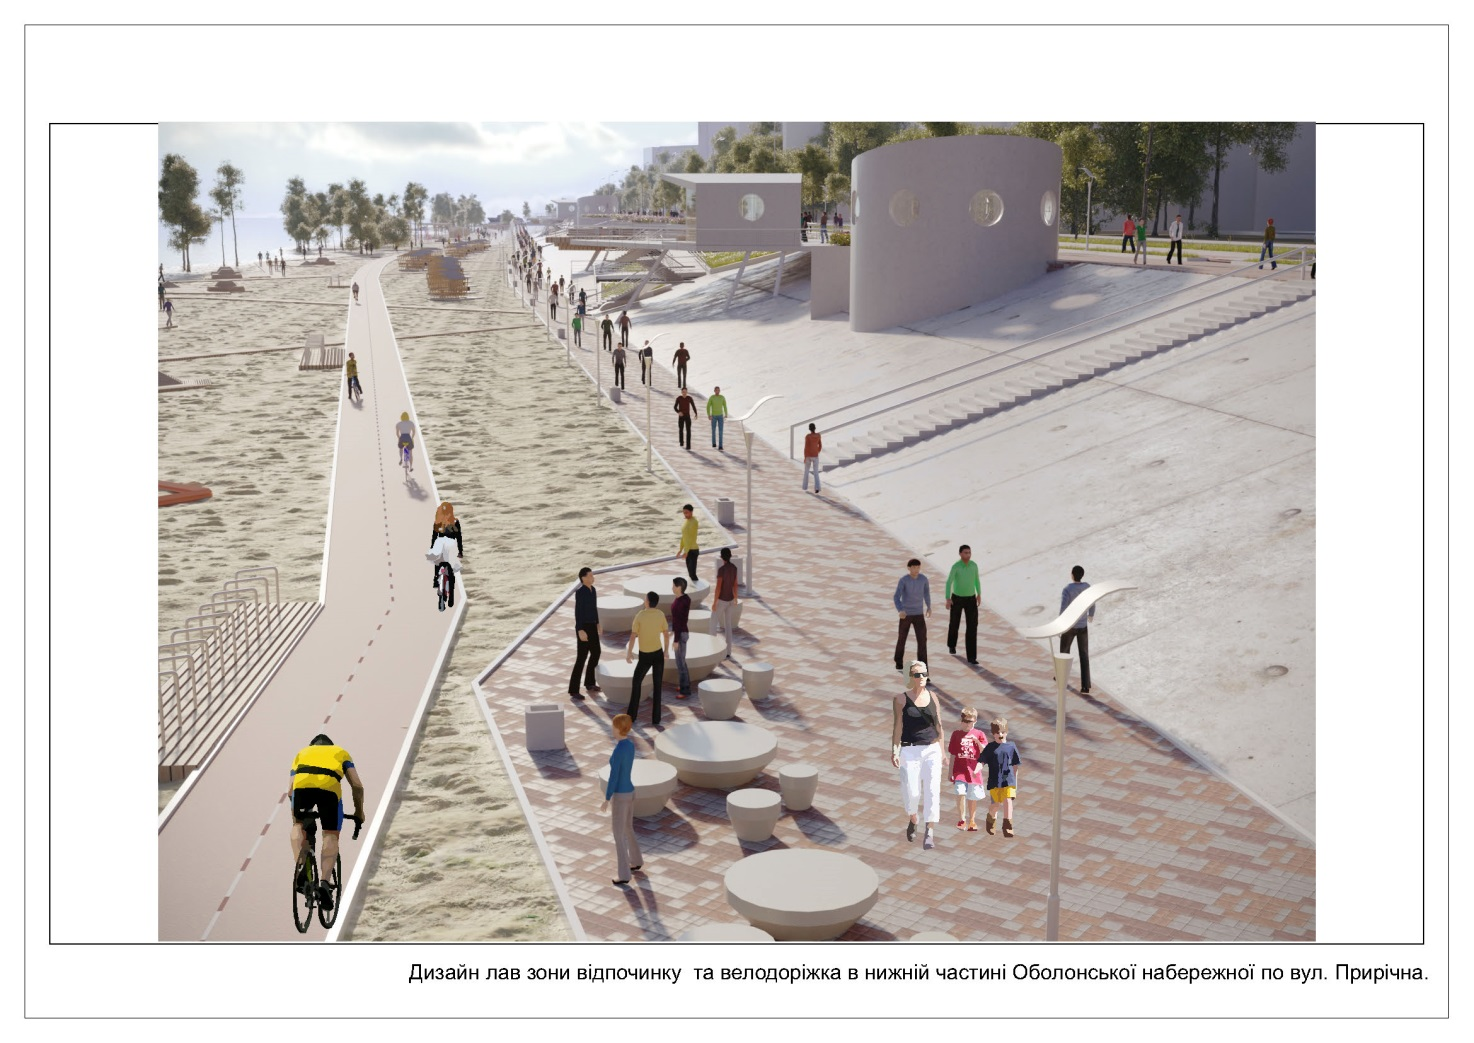 Дизайн лав зони відпочинку та велодоріжка в нижній частині Оболонської набережної по вул. Прирічна.